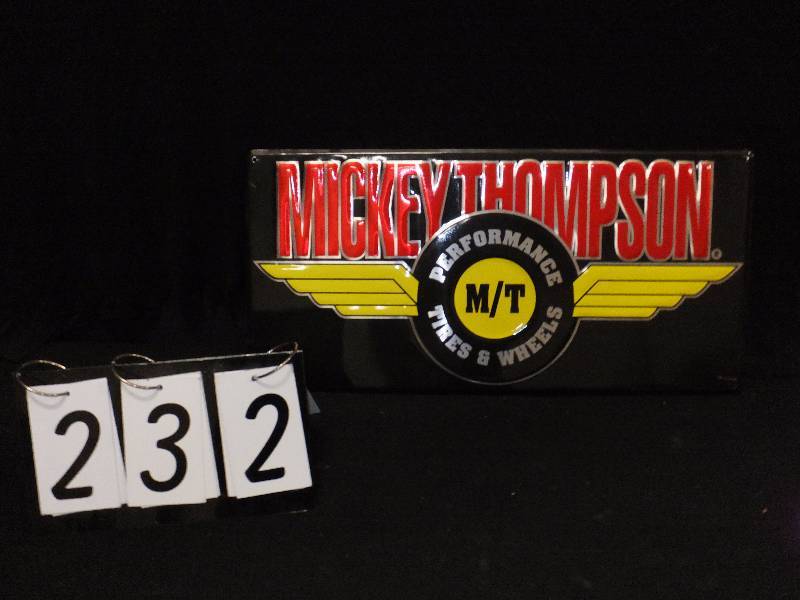 MICKEY THOMPSON®
PERFORMANCE
M/T
TIRES & WHEELS
232